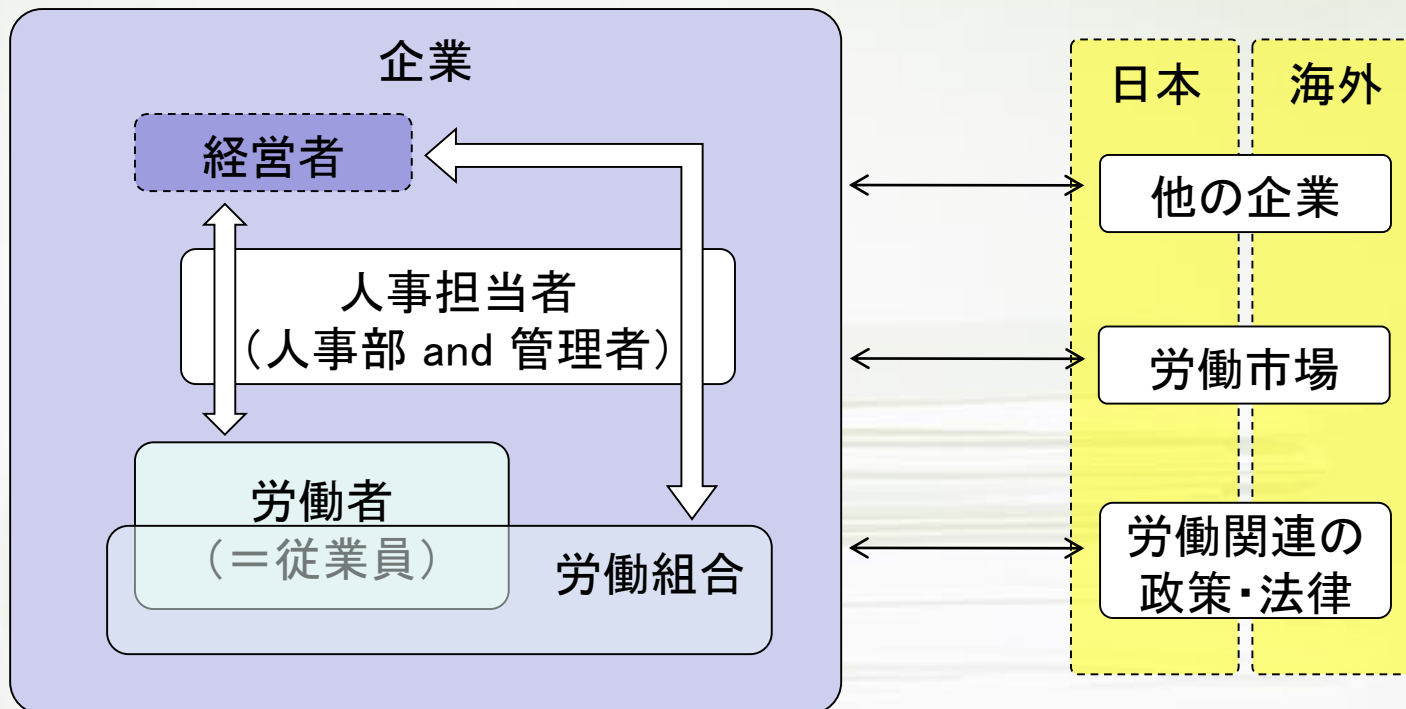 企業
経営者
人事担当者
（人事部 and 管理者）
労働者
（＝従業員）
労働組合
日本
海外
他の企業
労働市場
労働関連の
政策・法律